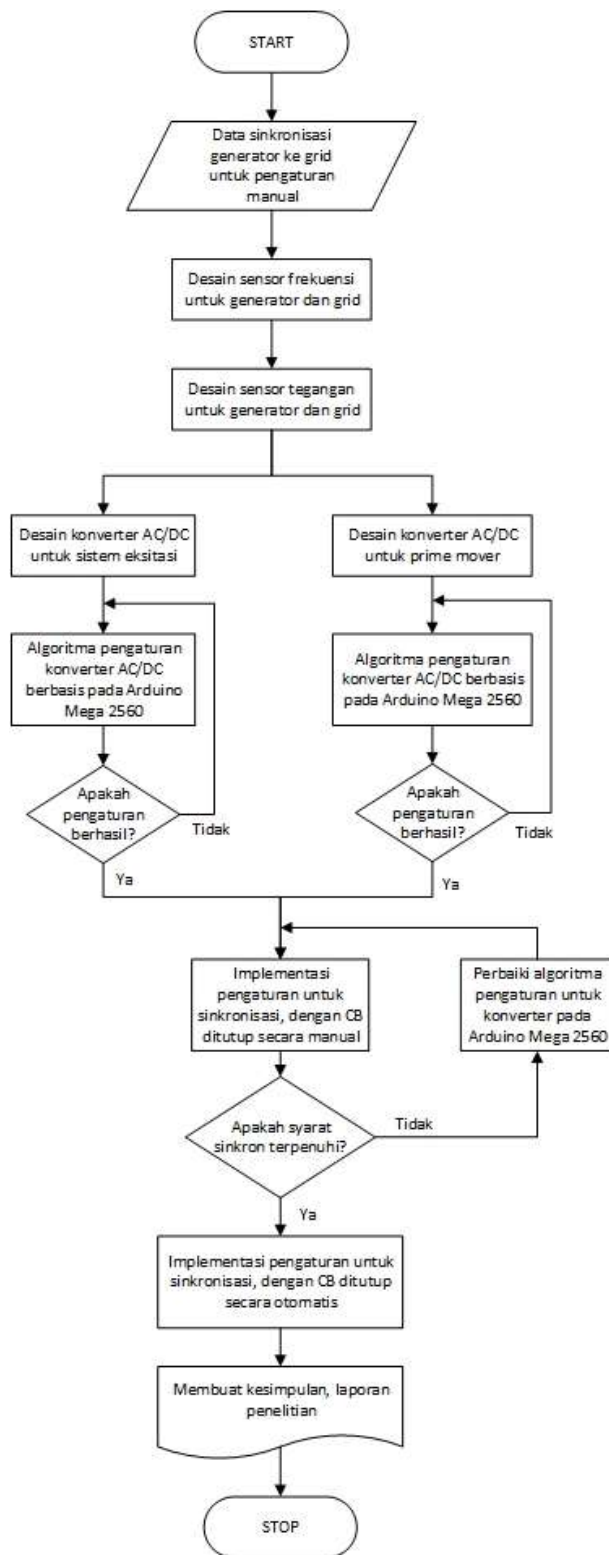 START
Data sinkronisasi
generator ke grid
untuk pengaturan
manual
Desain sensor frekuensi
untuk generator dan grid
Desain sensor tegangan
untuk generator dan grid
Desain konverter AC/DC
untuk sistem eksitasi
Desain konverter AC/DC
untuk prime mover
Algoritma pengaturan
konverter AC/DC
berbasis pada Arduino
Mega 2560
Algoritma pengaturan
konverter AC/DC berbasis
pada Arduino Mega 2560
Apakah
pengaturan
berhasil?
Tidak
Ya
Apakah
pengaturan
berhasil?
Tidak
Ya
Implementasi
pengaturan untuk
sinkronisasi, dengan CB
ditutup secara manual
Perbaiki algoritma
pengaturan untuk
konverter pada
Arduino Mega 2560
Apakah syarat
sinkron terpenuhi?
Tidak
Ya
Implementasi pengaturan untuk
sinkronisasi, dengan CB ditutup
secara otomatis
Membuat kesimpulan, laporan
penelitian
STOP